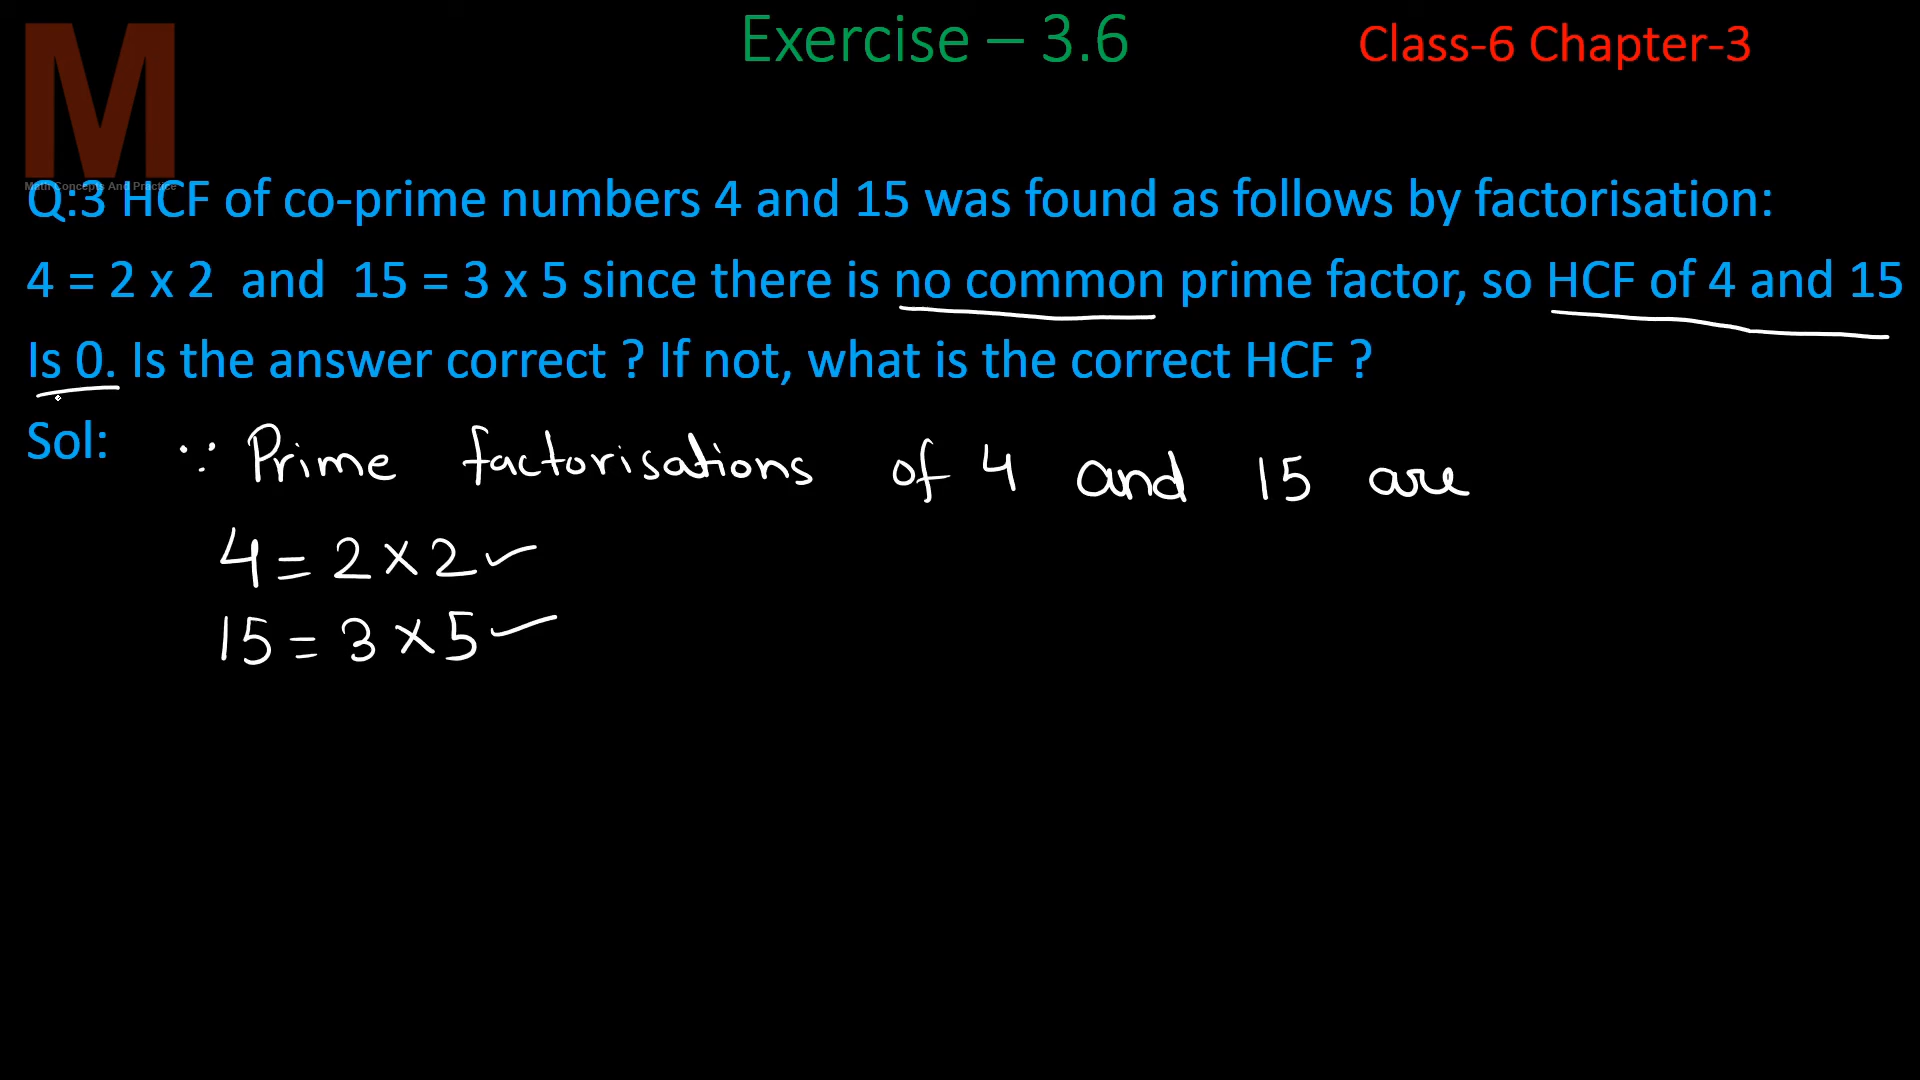 Exercise – 3.6
Class-6 Chapter-3
M
Math Concepts And Practice
Q:3 HCF of co-prime numbers 4 and 15 was found as follows by factorisation:
4 = 2 x 2 and 15 = 3 x 5 since there is no common prime factor, so HCF of 4 and 15
Is 0. Is the answer correct ? If not, what is the correct HCF ?
Sol: ∵ Prime factorisations of 4 and 15 are
4 = 2 × 2 ✓
15 = 3 × 5 ✓